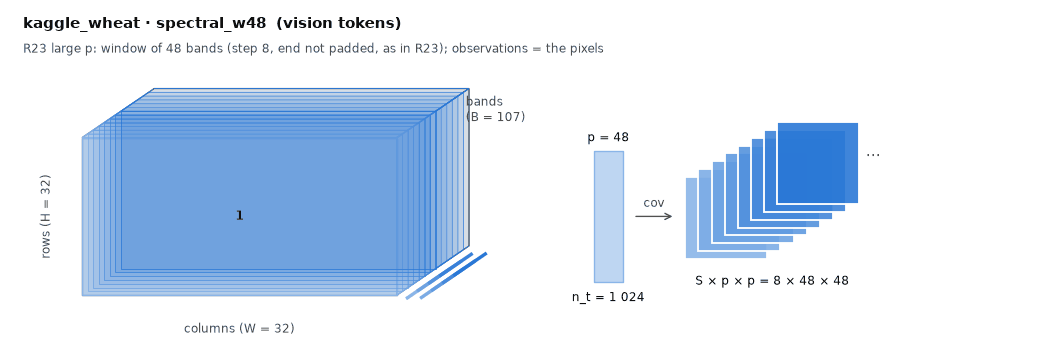 kaggle_wheat · spectral_w48 (vision tokens)
R23 large p: window of 48 bands (step 8, end not padded, as in R23); observations = the pixels
bands
(B = 107)
rows (H = 32)
1
columns (W = 32)
p = 48
n_t = 1 024
cov
...
S × p × p = 8 × 48 × 48